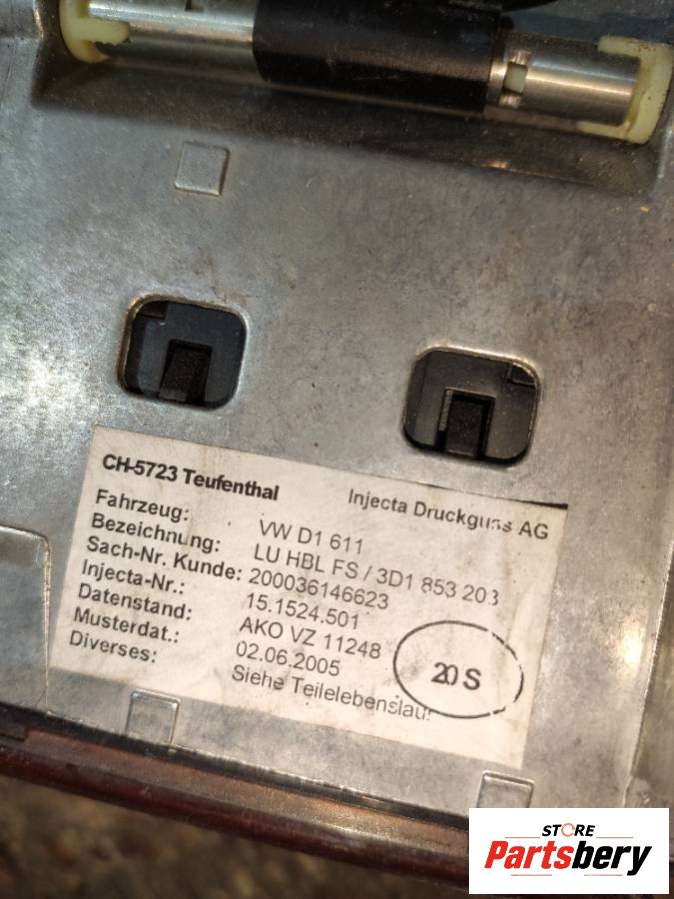 CH-5723 Teufenthal Injecta Druckguss AG
Fahrzeug: VW D1 611
Bezeichnung: LU HBL FS / 3D1 853 203
Sach-Nr. Kunde: 200036146623
Injecta-Nr.: 15.1524.501
Datenstand: AKO VZ 11248
Musterdat.: 02.06.2005
Diverses: Siehe Teilelebenslauf
20 S
STORE
Partsbery